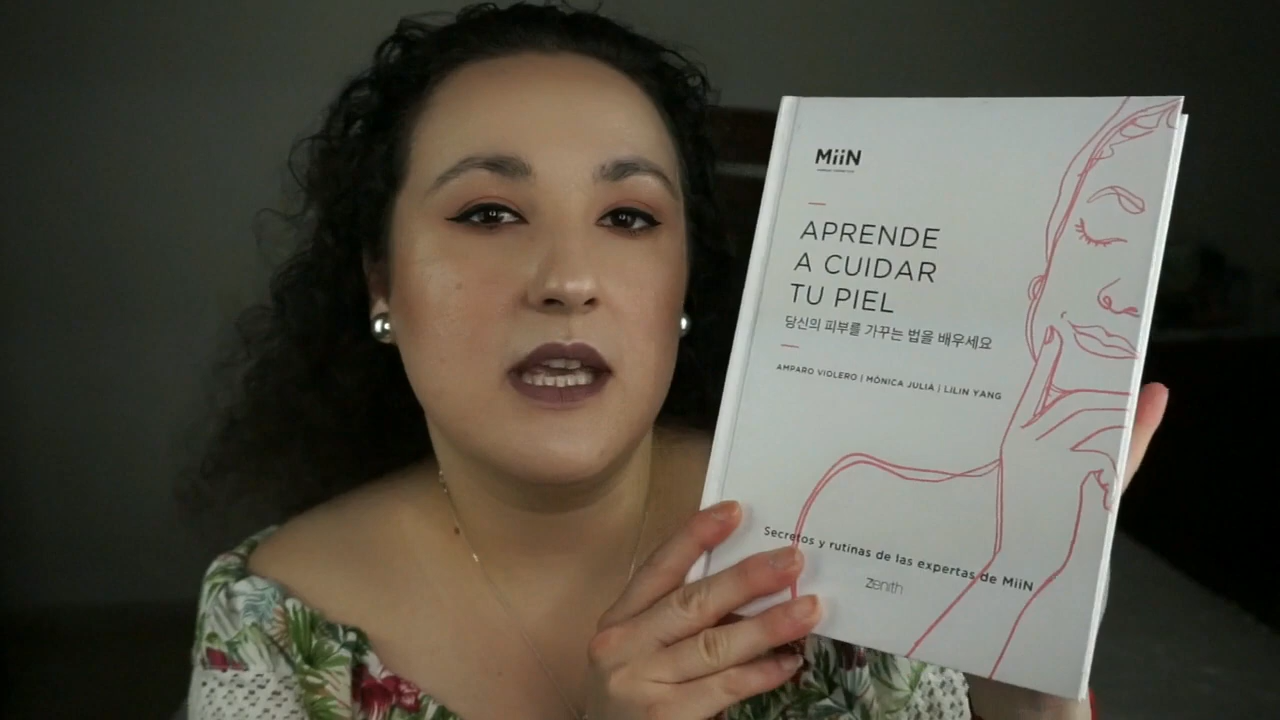 MiiN
APRENDE
A CUIDAR
TU PIEL
당신의 피부를 가꾸는 법을 배우세요
AMPARO VIOLERO | MÓNICA JULIÀ | LILIN YANG
Secretos y rutinas de las expertas de MiiN
Zenith